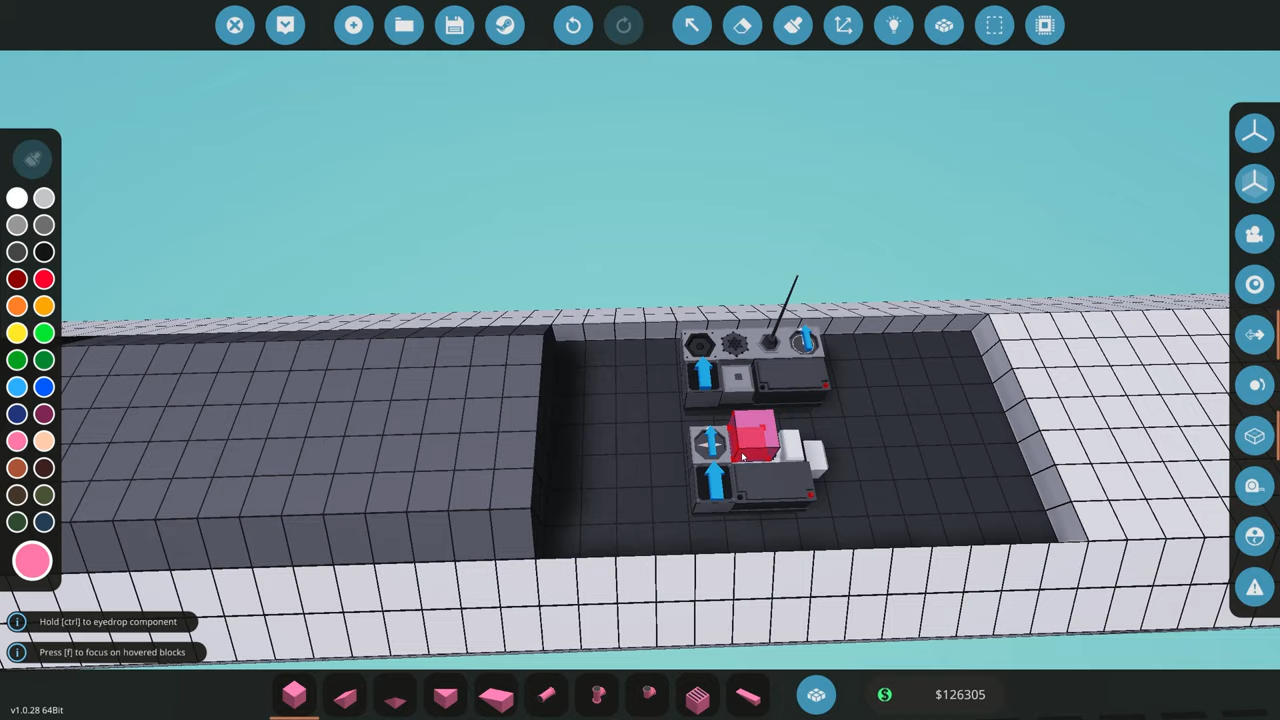 Hold [ctrl] to eyedrop component
Press [f] to focus on hovered blocks
$ $126305
v1.0.28 64Bit